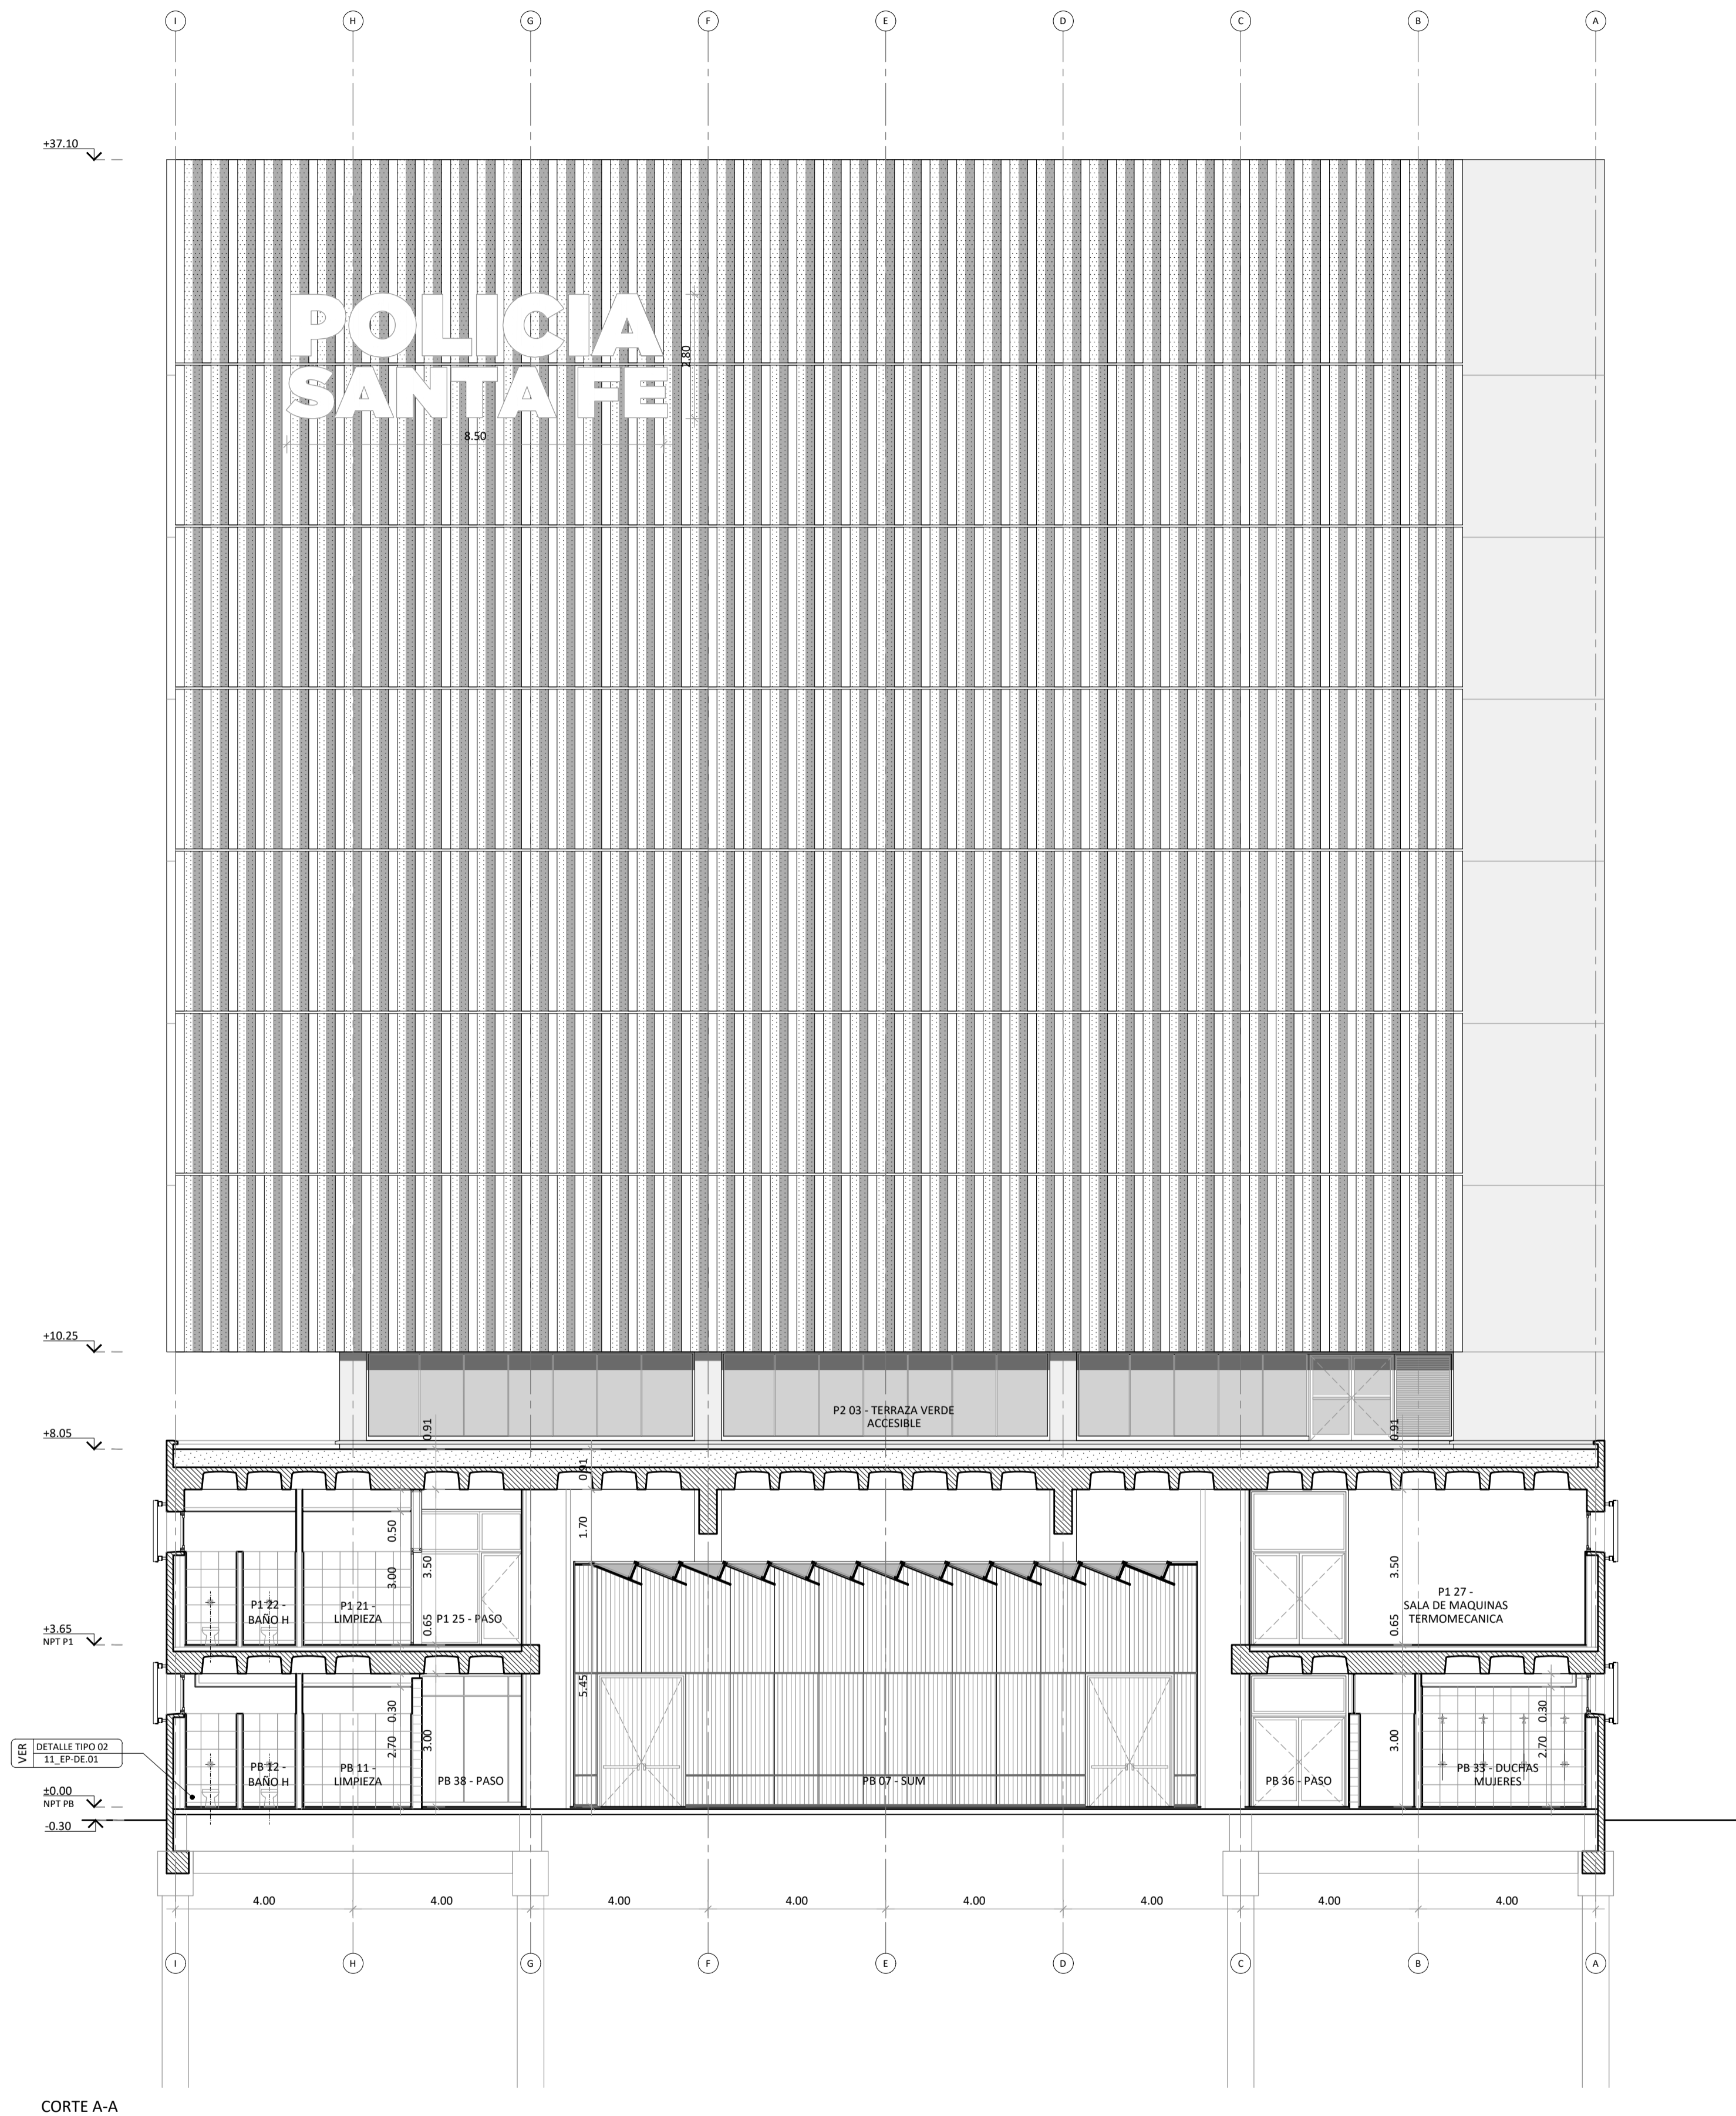 I H G F E D C B A
+37.10
POLICIA
SANTA FE
2.80
8.50
+10.25
P2 03 - TERRAZA VERDE
ACCESIBLE
+8.05
0.91
0.91
0.91
1.70
0.50
3.00
3.50
0.65
3.50
0.65
P1 22 -
BAÑO H
P1 21 -
LIMPIEZA
P1 25 - PASO
P1 27 -
SALA DE MAQUINAS
TERMOMECANICA
+3.65
NPT P1
5.45
0.30
2.70
3.00
3.00
0.30
2.70
VER
DETALLE TIPO 02
11_EP-DE.01
PB 12 -
BAÑO H
PB 11 -
LIMPIEZA
PB 38 - PASO
PB 07 - SUM
PB 36 - PASO
PB 33 - DUCHAS
MUJERES
±0.00
NPT PB
-0.30
4.00 4.00 4.00 4.00 4.00 4.00 4.00 4.00
I H G F E D C B A
CORTE A-A